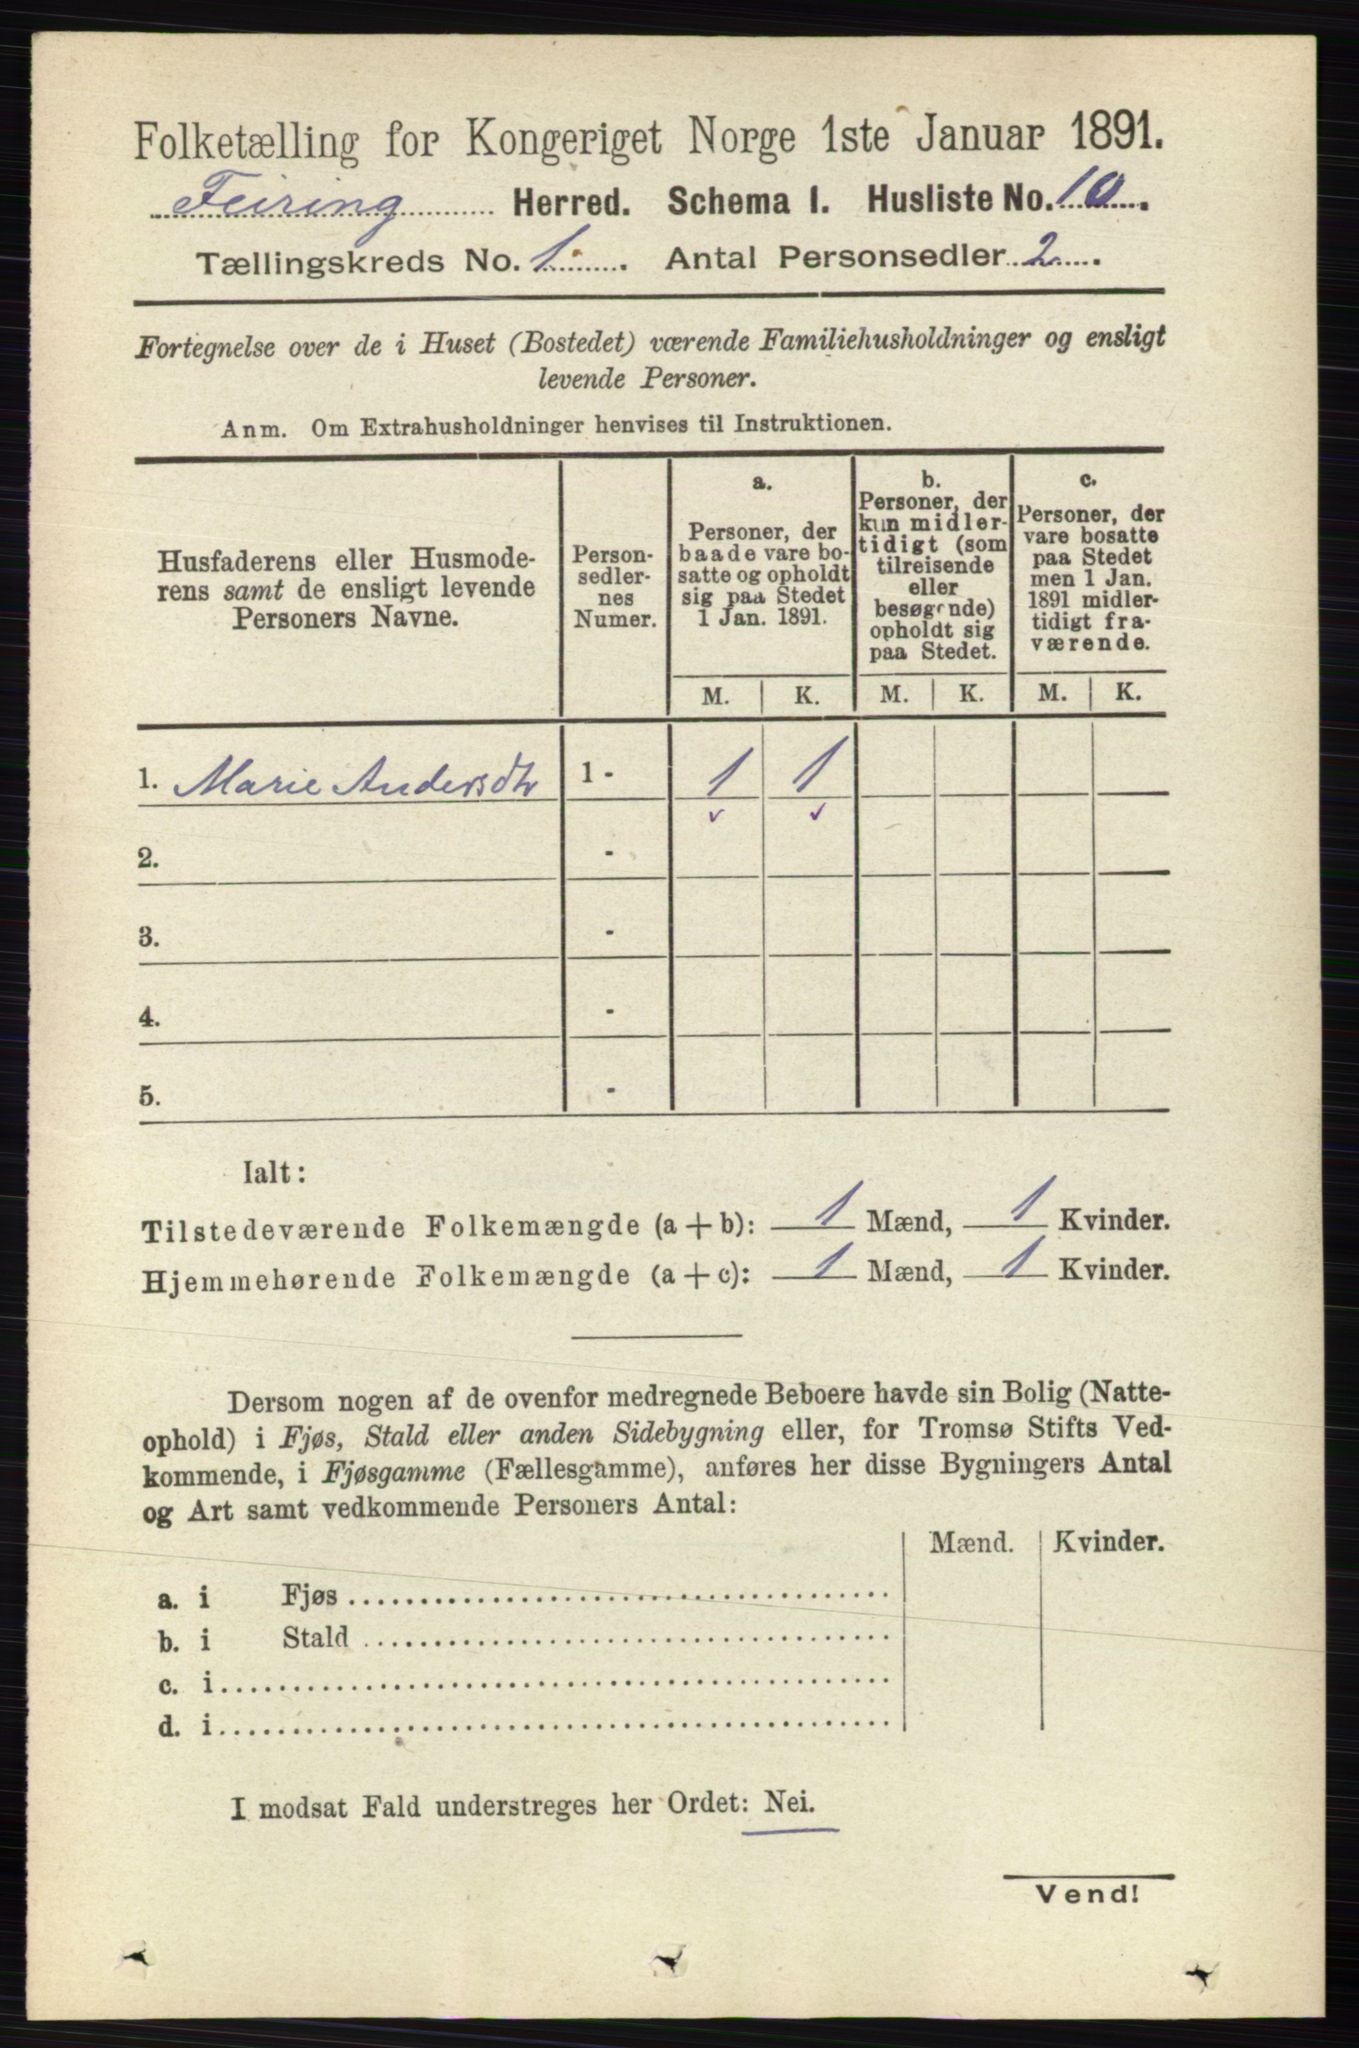 Folketælling for Kongeriget Norge 1ste Januar 1891.
Feiring Herred. Schema I. Husliste No. 10.
Tællingskreds No. 1. Antal Personsedler 2.
Fortegnelse over de i Huset (Bostedet) værende Familiehusholdninger og ensligt
levende Personer.
Anm. Om Extrahusholdninger henvises til Instruktionen.
Husfaderens eller Husmode-
rens samt de ensligt levende
Personers Navne.
Person-
sedler-
nes
Numer.
a.
Personer, der
baade vare bo-
satte og opholdt
sig paa Stedet
1 Jan. 1891.
b.
Personer, der
kun midler-
tidigt (som
tilreisende
eller
besøgende)
opholdt sig
paa Stedet.
c.
Personer, der
vare bosatte
paa Stedet
men 1 Jan.
1891 midler-
tidigt fra-
værende.
M. K. M. K. M. K.
1. Marie Andersdtr 1 - 1 1
2. -
3. -
4. -
5. -
Ialt:
Tilstedeværende Folkemængde (a + b): 1 Mænd, 1 Kvinder.
Hjemmehørende Folkemængde (a + c): 1 Mænd, 1 Kvinder.
Dersom nogen af de ovenfor medregnede Beboere havde sin Bolig (Natte-
ophold) i Fjøs, Stald eller anden Sidebygning eller, for Tromsø Stifts Ved-
kommende, i Fjøsgamme (Fællesgamme), anføres her disse Bygningers Antal
og Art samt vedkommende Personers Antal:
Mænd. Kvinder.
a. i Fjøs
b. i Stald
c. i
d. i
I modsat Fald understreges her Ordet: Nei.
Vend!